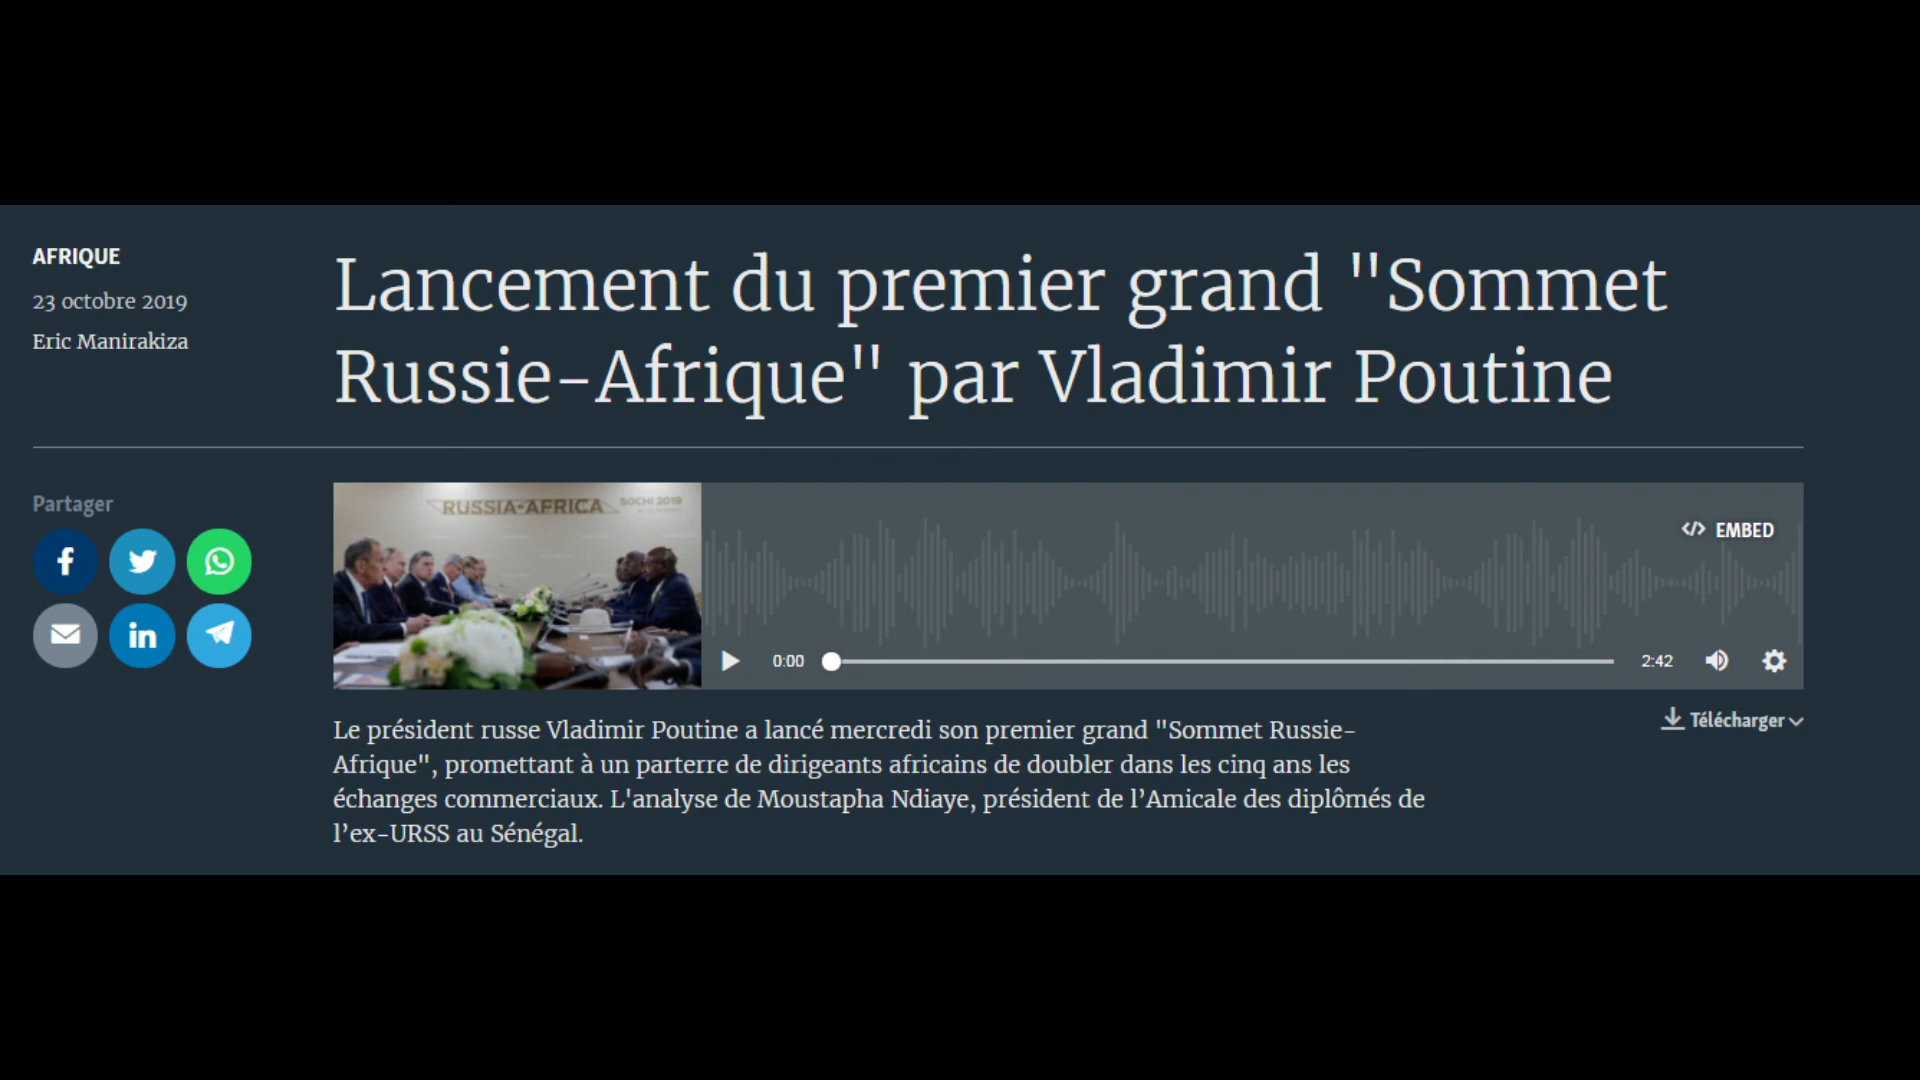 AFRIQUE
23 octobre 2019
Eric Manirakiza
Lancement du premier grand "Sommet
Russie-Afrique" par Vladimir Poutine
Partager
RUSSIA-AFRICA
SOCHI 2019
</> EMBED
0:00
2:42
Télécharger
Le président russe Vladimir Poutine a lancé mercredi son premier grand "Sommet Russie-
Afrique", promettant à un parterre de dirigeants africains de doubler dans les cinq ans les
échanges commerciaux. L'analyse de Moustapha Ndiaye, président de l’Amicale des diplômés de
l’ex-URSS au Sénégal.